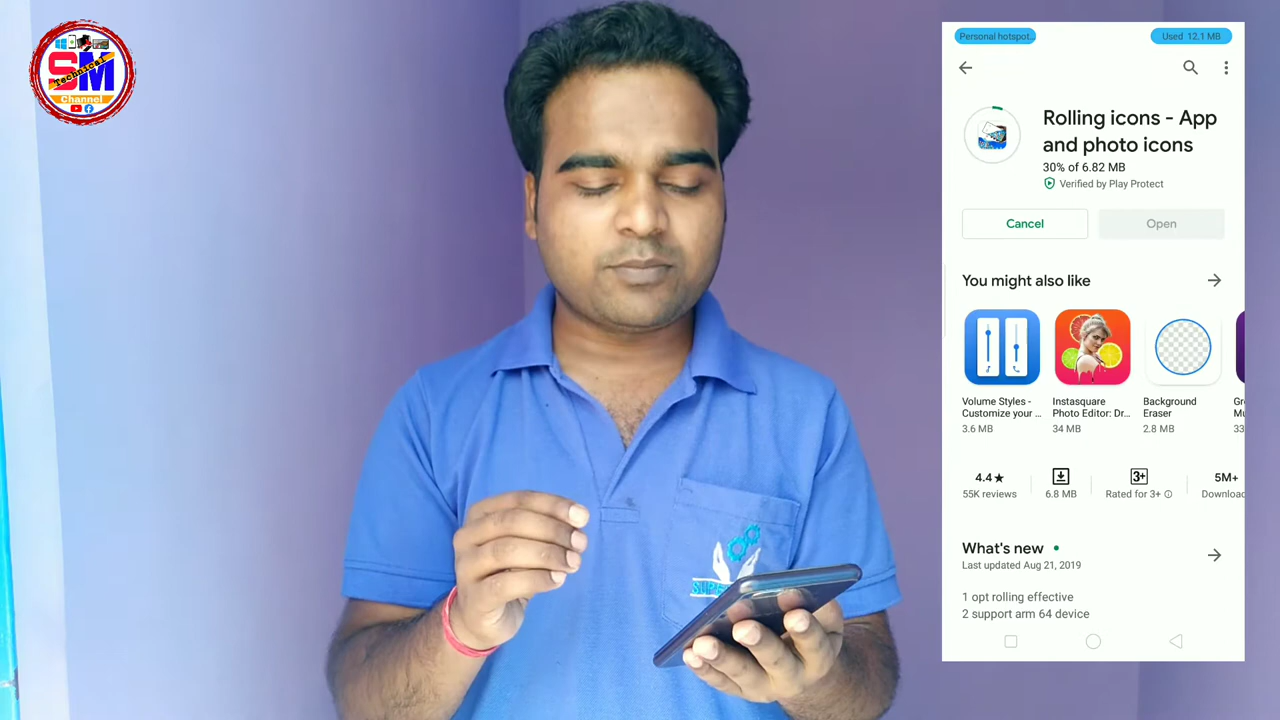 SM
Technical
Channel
Personal hotspot..
Used 12.1 MB
Rolling icons - App
and photo icons
30% of 6.82 MB
Verified by Play Protect
Cancel
Open
You might also like
Volume Styles -
Customize your ...
3.6 MB
Instasquare
Photo Editor: Dr...
34 MB
Background
Eraser
2.8 MB
4.4★
55K reviews
6.8 MB
3+
Rated for 3+
5M+
What's new
Last updated Aug 21, 2019
1 opt rolling effective
2 support arm 64 device